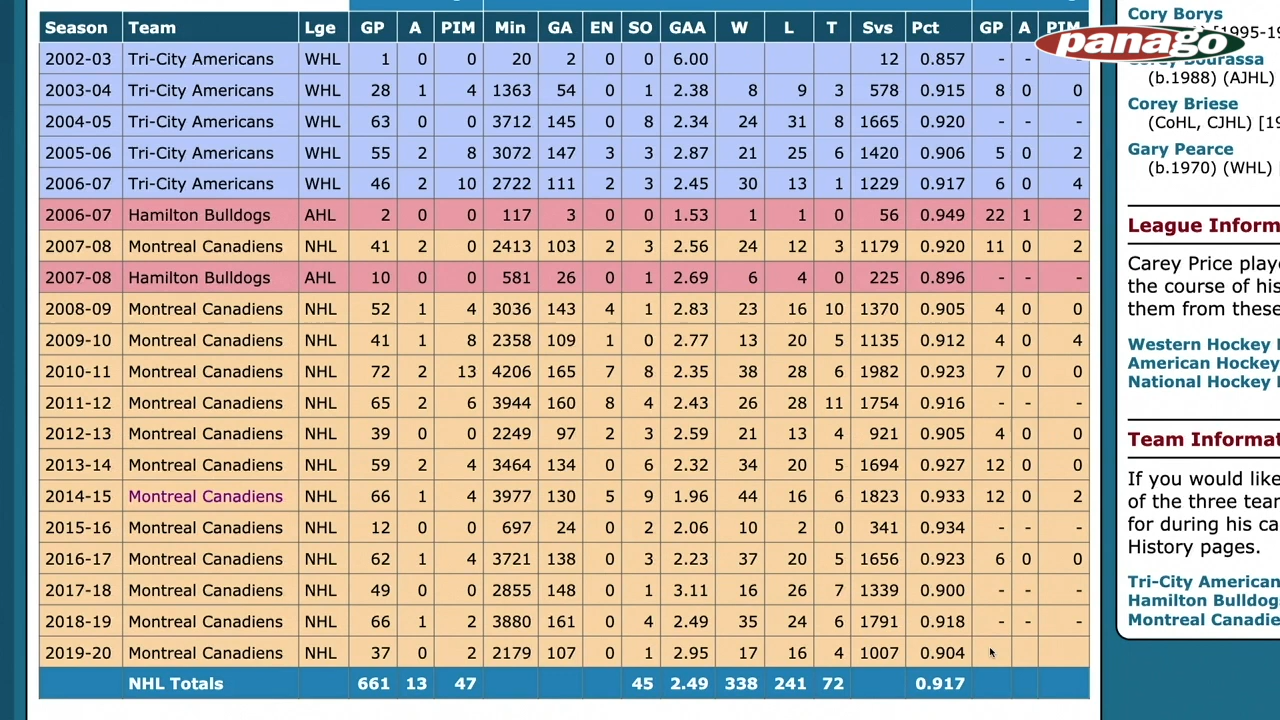 Season Team Lge GP A PIM Min GA EN SO GAA W L T Svs Pct GP A PIM
2002-03 Tri-City Americans WHL 1 0 0 20 2 0 0 6.00 12 0.857 - -
2003-04 Tri-City Americans WHL 28 1 4 1363 54 0 1 2.38 8 9 3 578 0.915 8 0 0
2004-05 Tri-City Americans WHL 63 0 0 3712 145 0 8 2.34 24 31 8 1665 0.920 - - -
2005-06 Tri-City Americans WHL 55 2 8 3072 147 3 3 2.87 21 25 6 1420 0.906 5 0 2
2006-07 Tri-City Americans WHL 46 2 10 2722 111 2 3 2.45 30 13 1 1229 0.917 6 0 4
2006-07 Hamilton Bulldogs AHL 2 0 0 117 3 0 0 1.53 1 1 0 56 0.949 22 1 2
2007-08 Montreal Canadiens NHL 41 2 0 2413 103 2 3 2.56 24 12 3 1179 0.920 11 0 2
2007-08 Hamilton Bulldogs AHL 10 0 0 581 26 0 1 2.69 6 4 0 225 0.896 - - -
2008-09 Montreal Canadiens NHL 52 1 4 3036 143 4 1 2.83 23 16 10 1370 0.905 4 0 0
2009-10 Montreal Canadiens NHL 41 1 8 2358 109 1 0 2.77 13 20 5 1135 0.912 4 0 4
2010-11 Montreal Canadiens NHL 72 2 13 4206 165 7 8 2.35 38 28 6 1982 0.923 7 0 0
2011-12 Montreal Canadiens NHL 65 2 6 3944 160 8 4 2.43 26 28 11 1754 0.916 - - -
2012-13 Montreal Canadiens NHL 39 0 0 2249 97 2 3 2.59 21 13 4 921 0.905 4 0 0
2013-14 Montreal Canadiens NHL 59 2 4 3464 134 0 6 2.32 34 20 5 1694 0.927 12 0 0
2014-15 Montreal Canadiens NHL 66 1 4 3977 130 5 9 1.96 44 16 6 1823 0.933 12 0 2
2015-16 Montreal Canadiens NHL 12 0 0 697 24 0 2 2.06 10 2 0 341 0.934 - - -
2016-17 Montreal Canadiens NHL 62 1 4 3721 138 0 3 2.23 37 20 5 1656 0.923 6 0 0
2017-18 Montreal Canadiens NHL 49 0 0 2855 148 0 1 3.11 16 26 7 1339 0.900 - - -
2018-19 Montreal Canadiens NHL 66 1 2 3880 161 0 4 2.49 35 24 6 1791 0.918 - - -
2019-20 Montreal Canadiens NHL 37 0 2 2179 107 0 1 2.95 17 16 4 1007 0.904
NHL Totals 661 13 47 45 2.49 338 241 72 0.917
panago
Cory Borys
[1995-19
Bourassa
(b.1988) (AJHL)
Corey Briese
(CoHL, CJHL) [19
Gary Pearce
(b.1970) (WHL) [
League Inform
Carey Price playe
the course of his
them from these
Western Hockey
American Hockey
National Hockey
Team Informat
If you would like
of the three tear
for during his ca
History pages.
Tri-City American
Hamilton Bulldog
Montreal Canadie